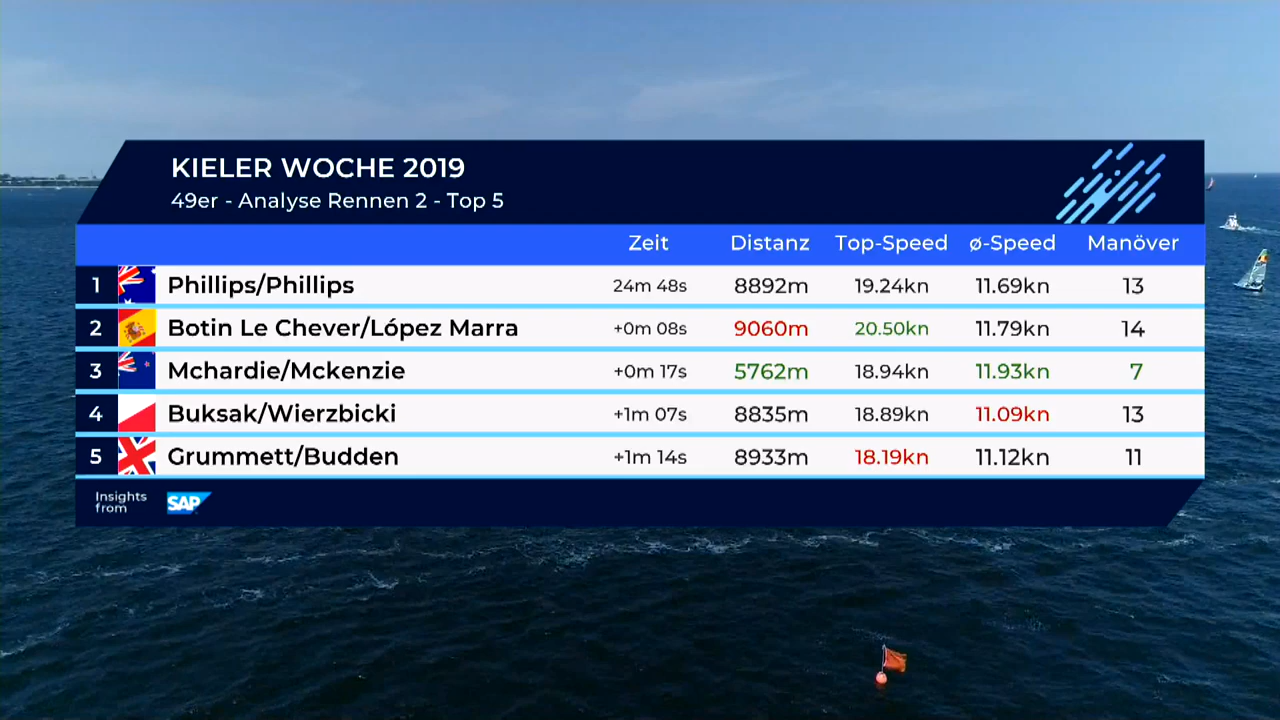 KIELER WOCHE 2019
49er - Analyse Rennen 2 - Top 5
Zeit Distanz Top-Speed ø-Speed Manöver
1 Phillips/Phillips 24m 48s 8892m 19.24kn 11.69kn 13
2 Botin Le Chever/López Marra +0m 08s 9060m 20.50kn 11.79kn 14
3 Mchardie/Mckenzie +0m 17s 5762m 18.94kn 11.93kn 7
4 Buksak/Wierzbicki +1m 07s 8835m 18.89kn 11.09kn 13
5 Grummett/Budden +1m 14s 8933m 18.19kn 11.12kn 11
Insights
from
SAP